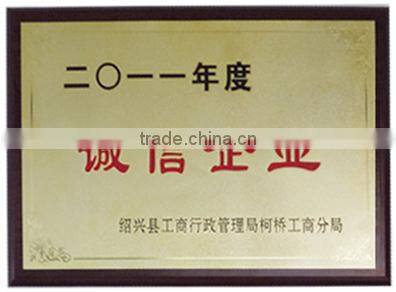 二〇一一年度
trade.china.cn
诚信企业
绍兴县工商行政管理局柯桥工商分局